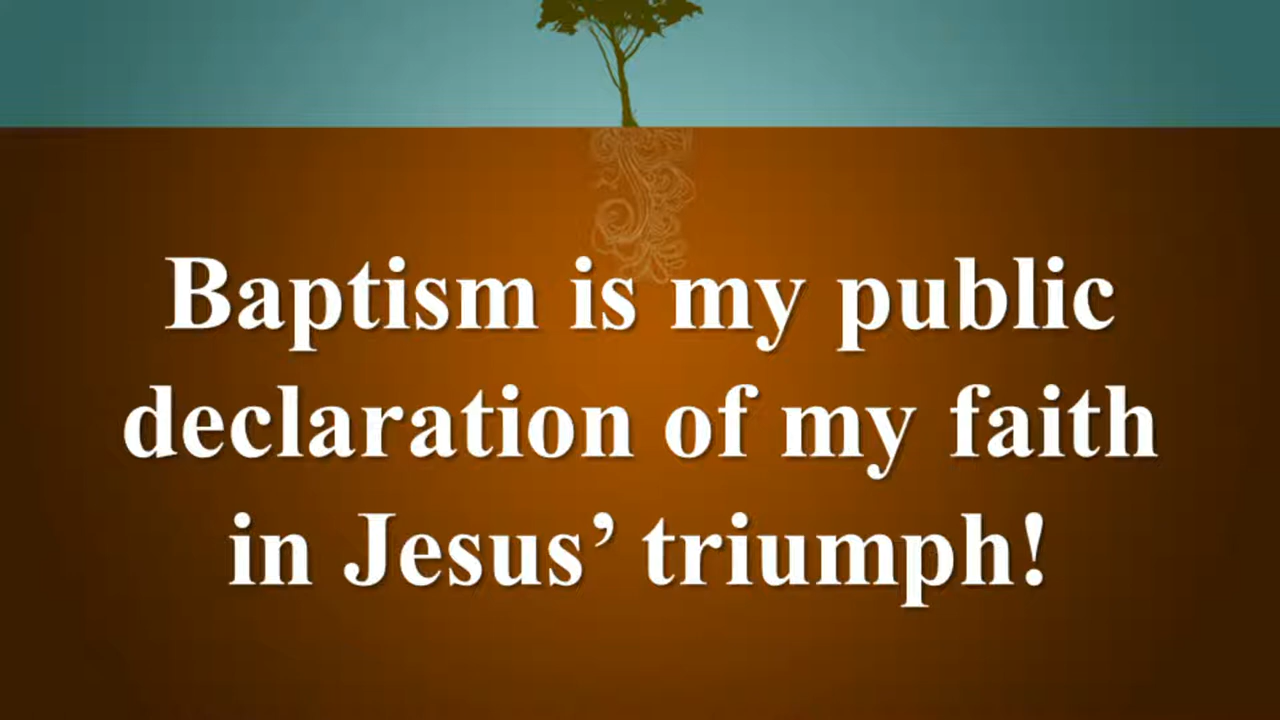 Baptism is my public
declaration of my faith
in Jesus’ triumph!